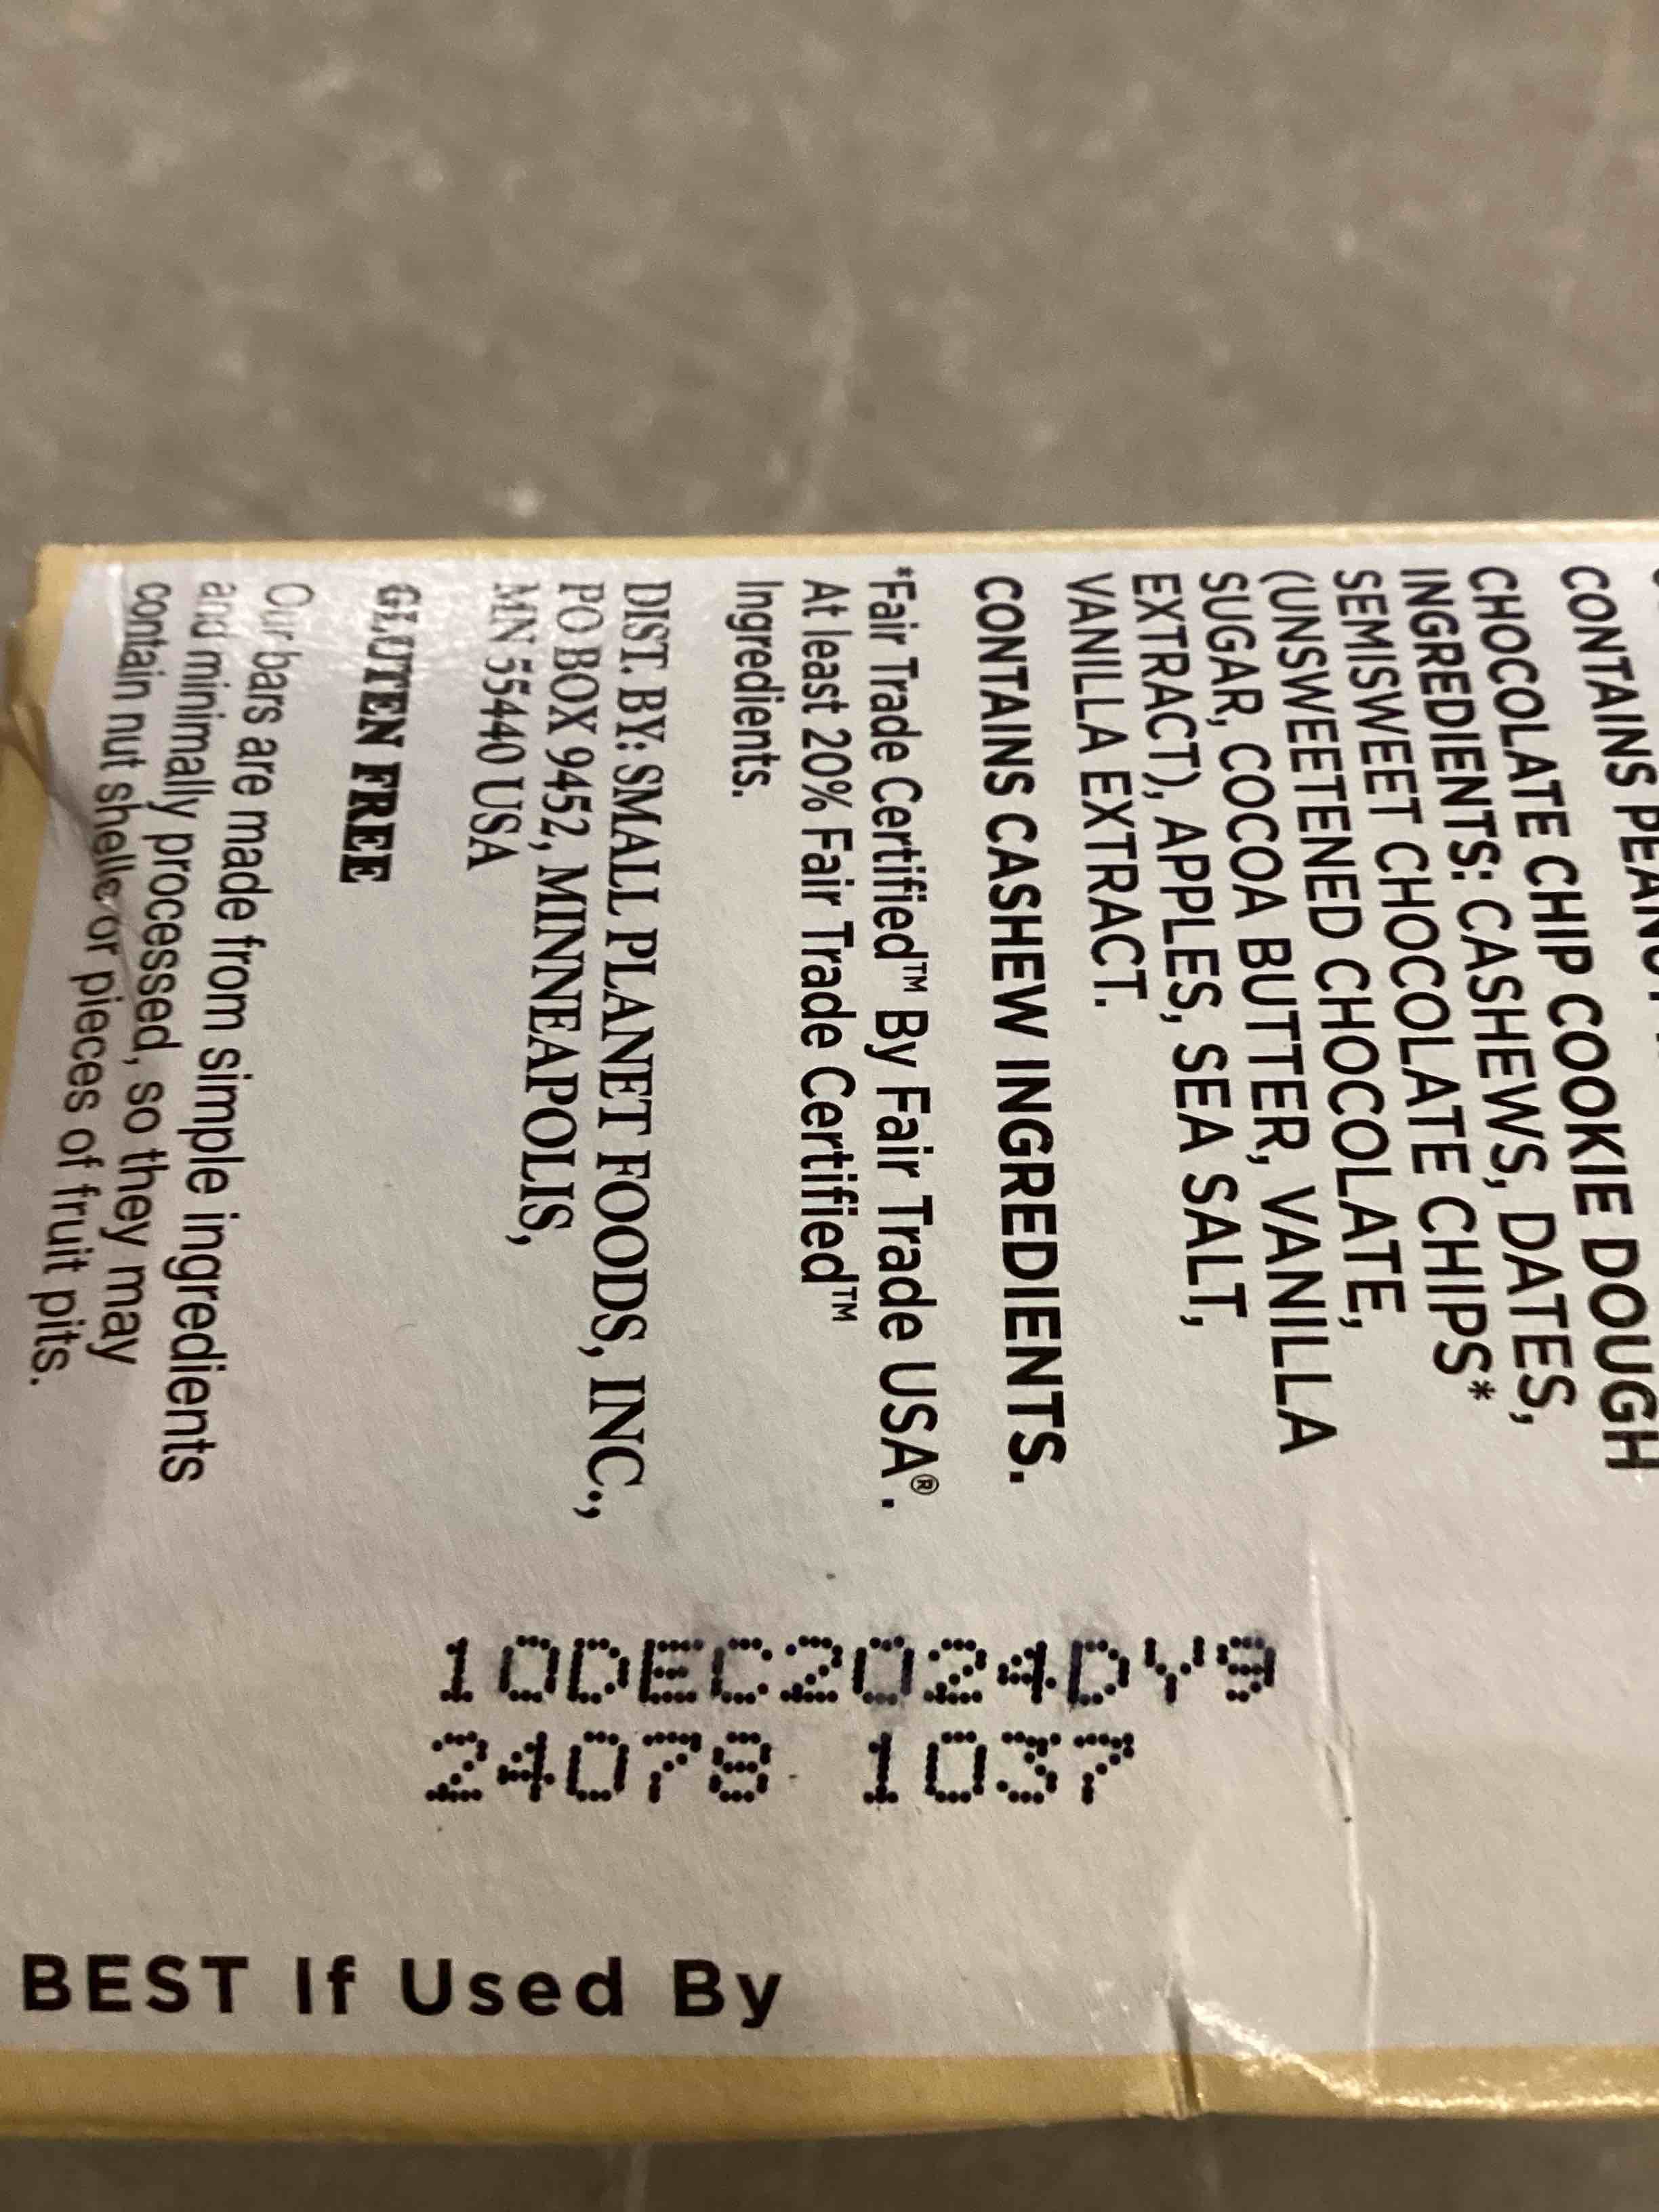 CONTAINS
CHOCOLATE CHIP COOKIE DOUGH
INGREDIENTS: CASHEWS, DATES,
SEMISWEET CHOCOLATE CHIPS*
(UNSWEETENED CHOCOLATE,
SUGAR, COCOA BUTTER, VANILLA
EXTRACT), APPLES, SEA SALT,
VANILLA EXTRACT.
CONTAINS CASHEW INGREDIENTS.
*Fair Trade Certified™ By Fair Trade USA®.
At least 20% Fair Trade Certified™
Ingredients.
DIST. BY: SMALL PLANET FOODS, INC.,
PO BOX 9452, MINNEAPOLIS,
MN 55440 USA
GLUTEN FREE
Our bars are made from simple ingredients
and minimally processed, so they may
contain nut shells or pieces of fruit pits.
10DEC2024DY9
24078 1037
BEST If Used By